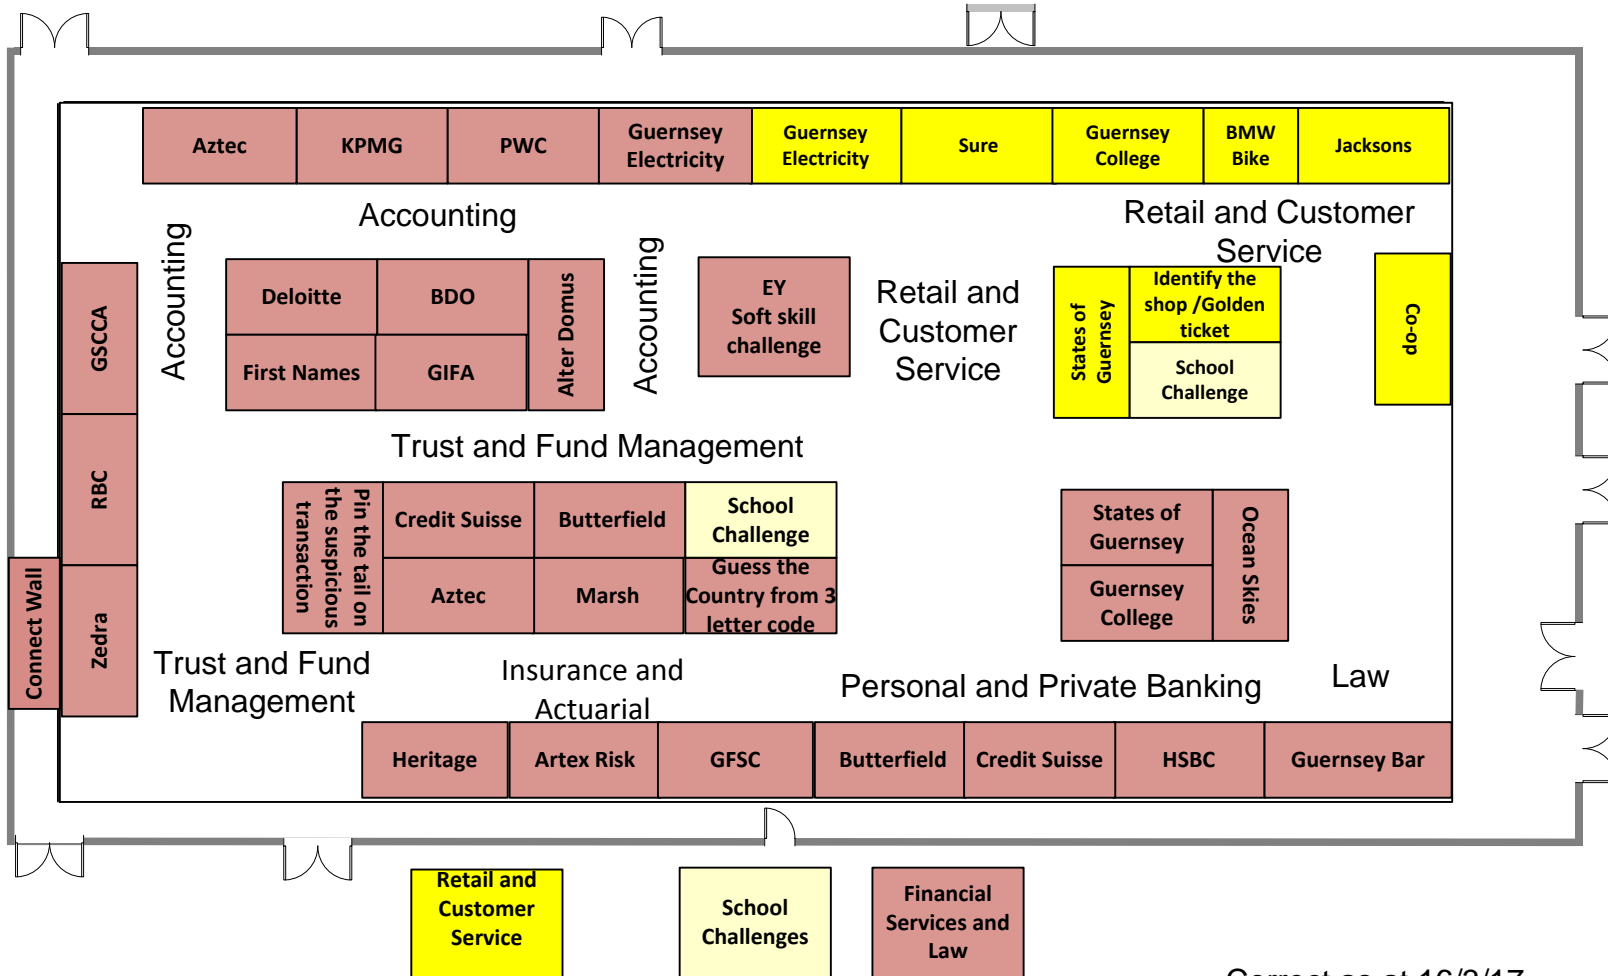 Aztec
KPMG
PWC
Guernsey
Electricity
Guernsey
Electricity
Sure
Guernsey
College
BMW
Bike
Jacksons
Accounting
Retail and Customer
Service
Accounting
Accounting
GSCCA
RBC
Zedra
Connect Wall
Deloitte
BDO
First Names
GIFA
Alter Domus
EY
Soft skill
challenge
Retail and
Customer
Service
States of
Guernsey
Identify the
shop /Golden
ticket
School
Challenge
Co-op
Trust and Fund Management
Pin the tail on
the suspicious
transaction
Credit Suisse
Butterfield
School
Challenge
Aztec
Marsh
Guess the
Country from 3
letter code
States of
Guernsey
Guernsey
College
Ocean Skies
Trust and Fund
Management
Insurance and
Actuarial
Personal and Private Banking
Law
Heritage
Artex Risk
GFSC
Butterfield
Credit Suisse
HSBC
Guernsey Bar
Retail and
Customer
Service
School
Challenges
Financial
Services and
Law
Correct as at 16/3/17